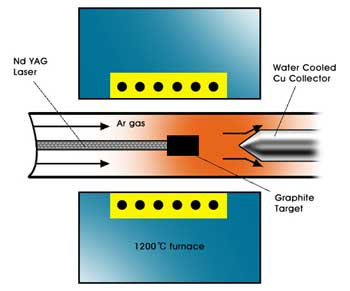 Nd YAG
Laser
Water Cooled
Cu Collector
Ar gas
Graphite
Target
1200℃ furnace